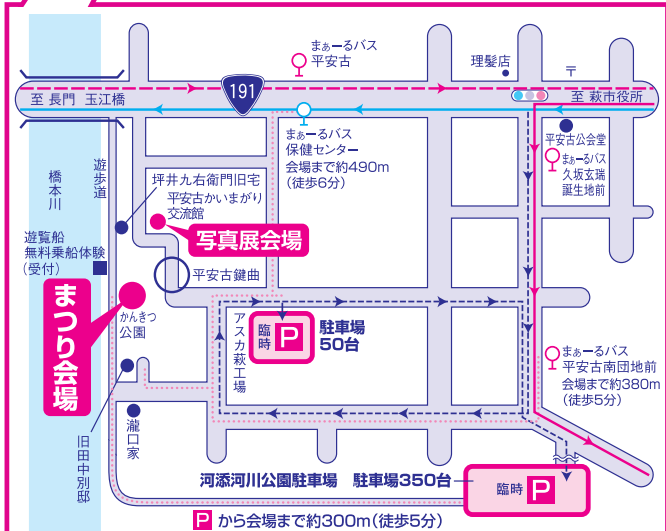 まぁーるバス
平安古
理髪店
〒
191
至 長門 玉江橋
至 萩市役所
まぁーるバス
保健センター
会場まで約490m
(徒歩6分)
平安古公会堂
まぁーるバス
久坂玄瑞
誕生地前
橋本川
遊歩道
坪井九右衛門旧宅
平安古かいまがり
交流館
写真展会場
遊覧船
無料乗船体験
(受付)
平安古鍵曲
まつり会場
かんきつ
公園
アスカ萩工場
臨時 P
駐車場
50台
まぁーるバス
平安古南団地前
会場まで約380m
(徒歩5分)
旧田中別邸
瀧口家
河添河川公園駐車場 駐車場350台
臨時 P
P から会場まで約300m(徒歩5分)